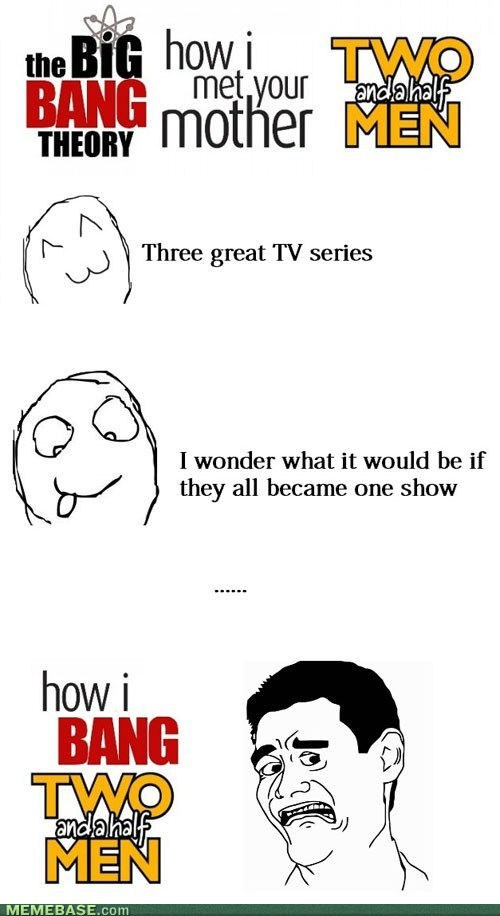 the BIG
BANG
THEORY
how i
met your
mother
TWO
and a half
MEN
Three great TV series
I wonder what it would be if
they all became one show
......
how i
BANG
TWO
and a half
MEN
MEMEBASE.com